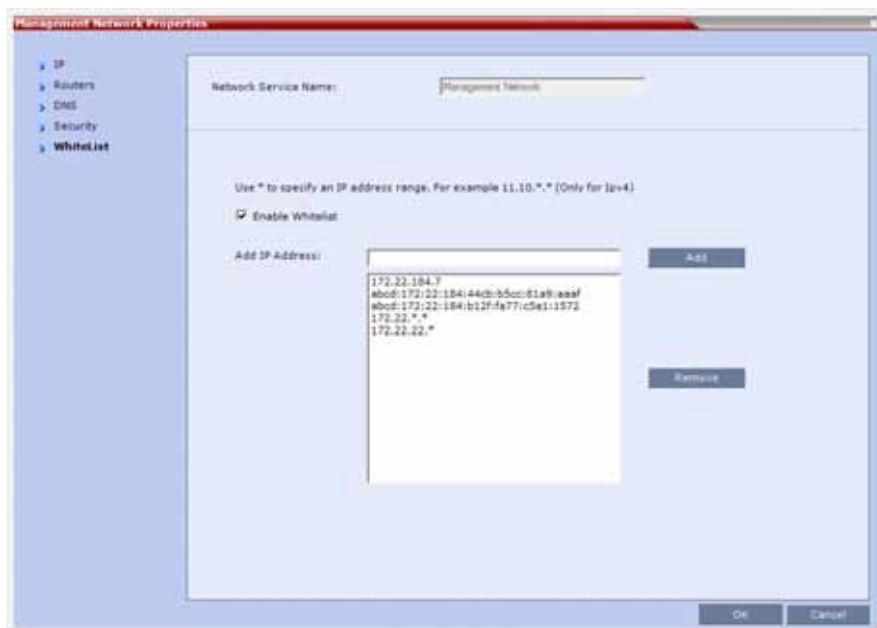 Management Network Properties
IP
Routers
DNS
Security
WhiteList
Network Service Name:
Management Network
Use * to specify an IP address range. For example 11.10.*.* (Only for Ipv4)
Enable Whitelist
Add IP Address:
Add
172.22.184.7
abcd:172:22:184:44cb:b5cc:81a9:aaaf
abcd:172:22:184:b12f:fa77:c5e1:1572
172.22.*.*
172.22.22.*
Remove
OK
Cancel